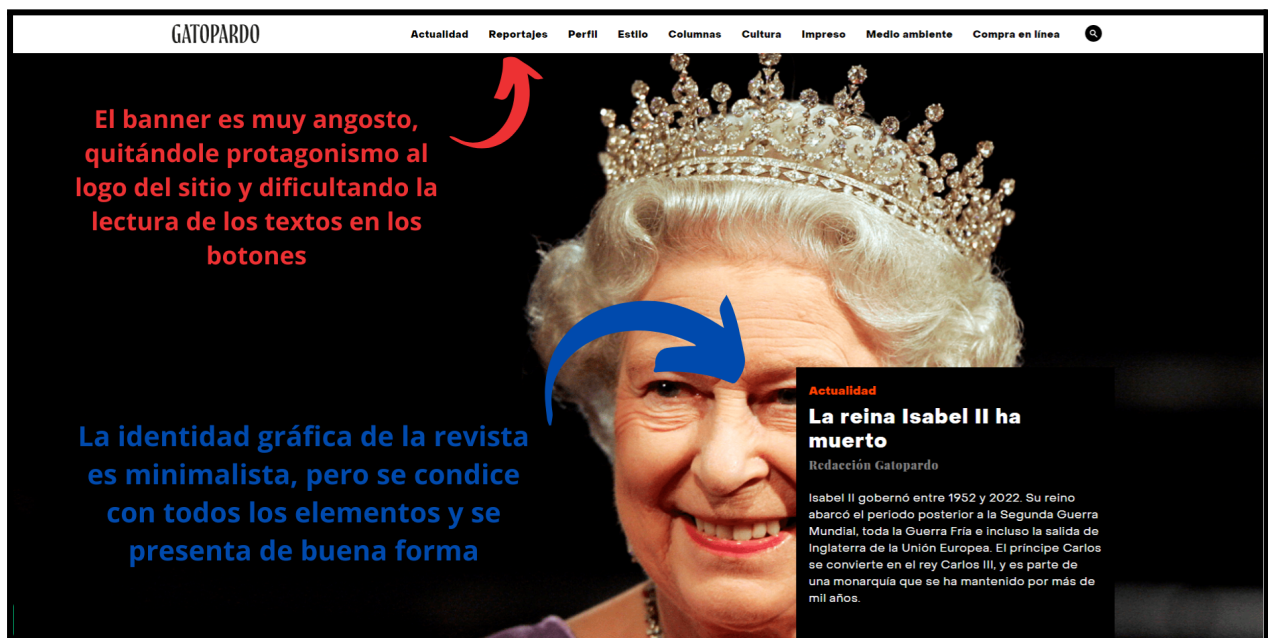 GATOPARDO
Actualidad Reportajes Perfil Estilo Columnas Cultura Impreso Medio ambiente Compra en línea
El banner es muy angosto,
quitándole protagonismo al
logo del sitio y dificultando la
lectura de los textos en los
botones
La identidad gráfica de la revista
es minimalista, pero se condice
con todos los elementos y se
presenta de buena forma
Actualidad
La reina Isabel II ha
muerto
Redacción Gatopardo
Isabel II gobernó entre 1952 y 2022. Su reino
abarcó el periodo posterior a la Segunda Guerra
Mundial, toda la Guerra Fría e incluso la salida de
Inglaterra de la Unión Europea. El príncipe Carlos
se convierte en el rey Carlos III, y es parte de
una monarquía que se ha mantenido por más de
mil años.